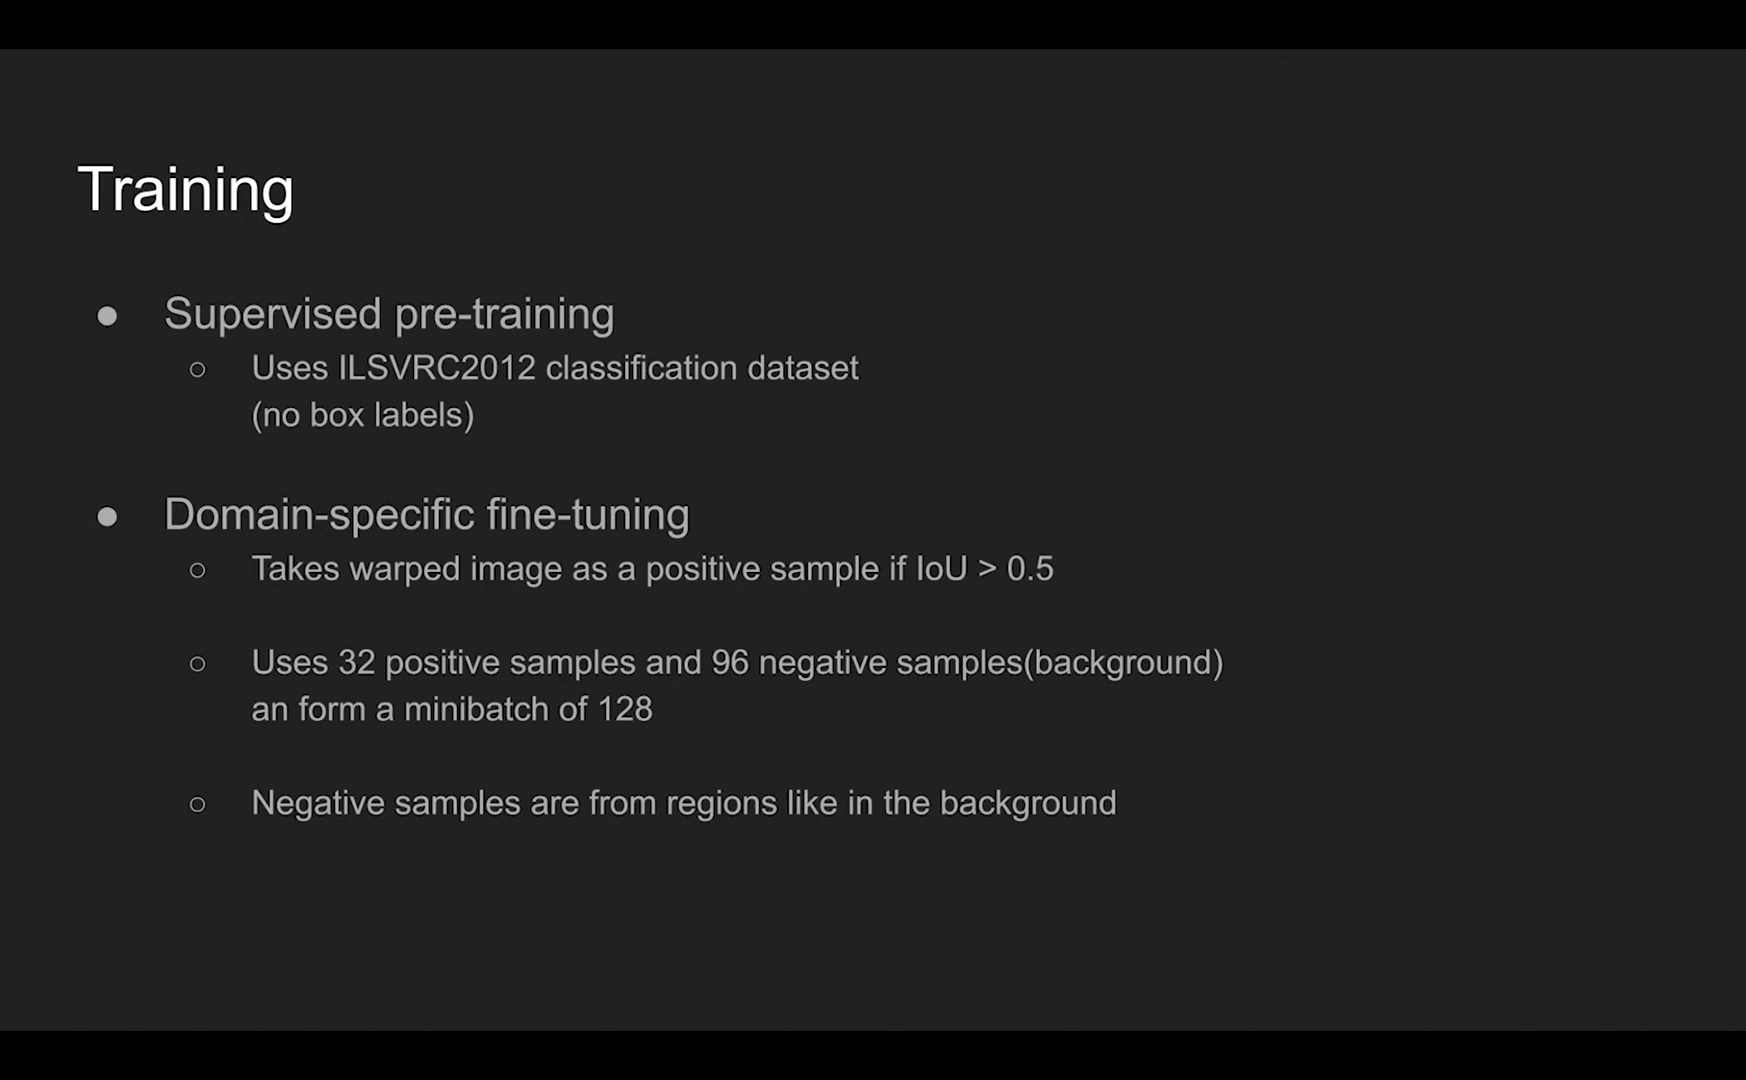 Training
● Supervised pre-training
○ Uses ILSVRC2012 classification dataset
(no box labels)
● Domain-specific fine-tuning
○ Takes warped image as a positive sample if IoU > 0.5
○ Uses 32 positive samples and 96 negative samples(background)
an form a minibatch of 128
○ Negative samples are from regions like in the background